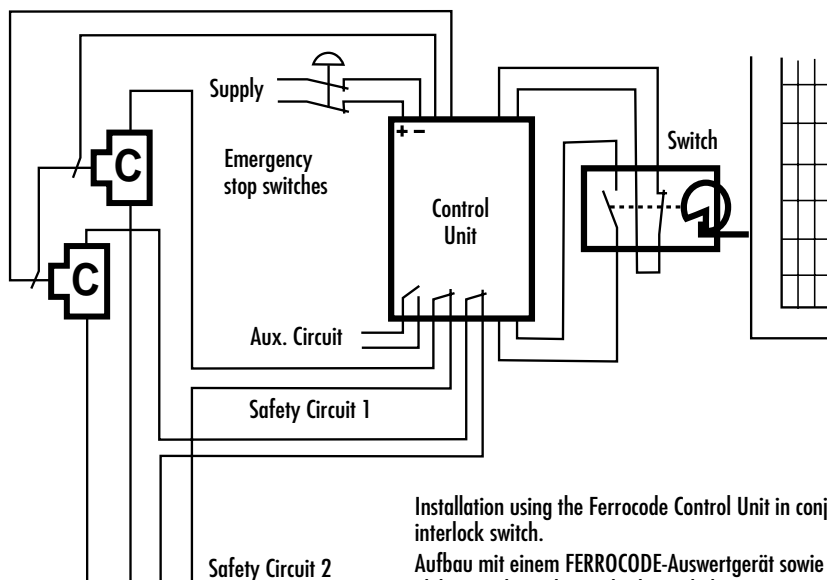 Supply
+ -
Switch
C
Emergency
stop switches
Control
Unit
C
Aux. Circuit
Safety Circuit 1
Installation using the Ferrocode Control Unit in conj
interlock switch.
Safety Circuit 2
Aufbau mit einem FERROCODE-Auswertgerät sowie